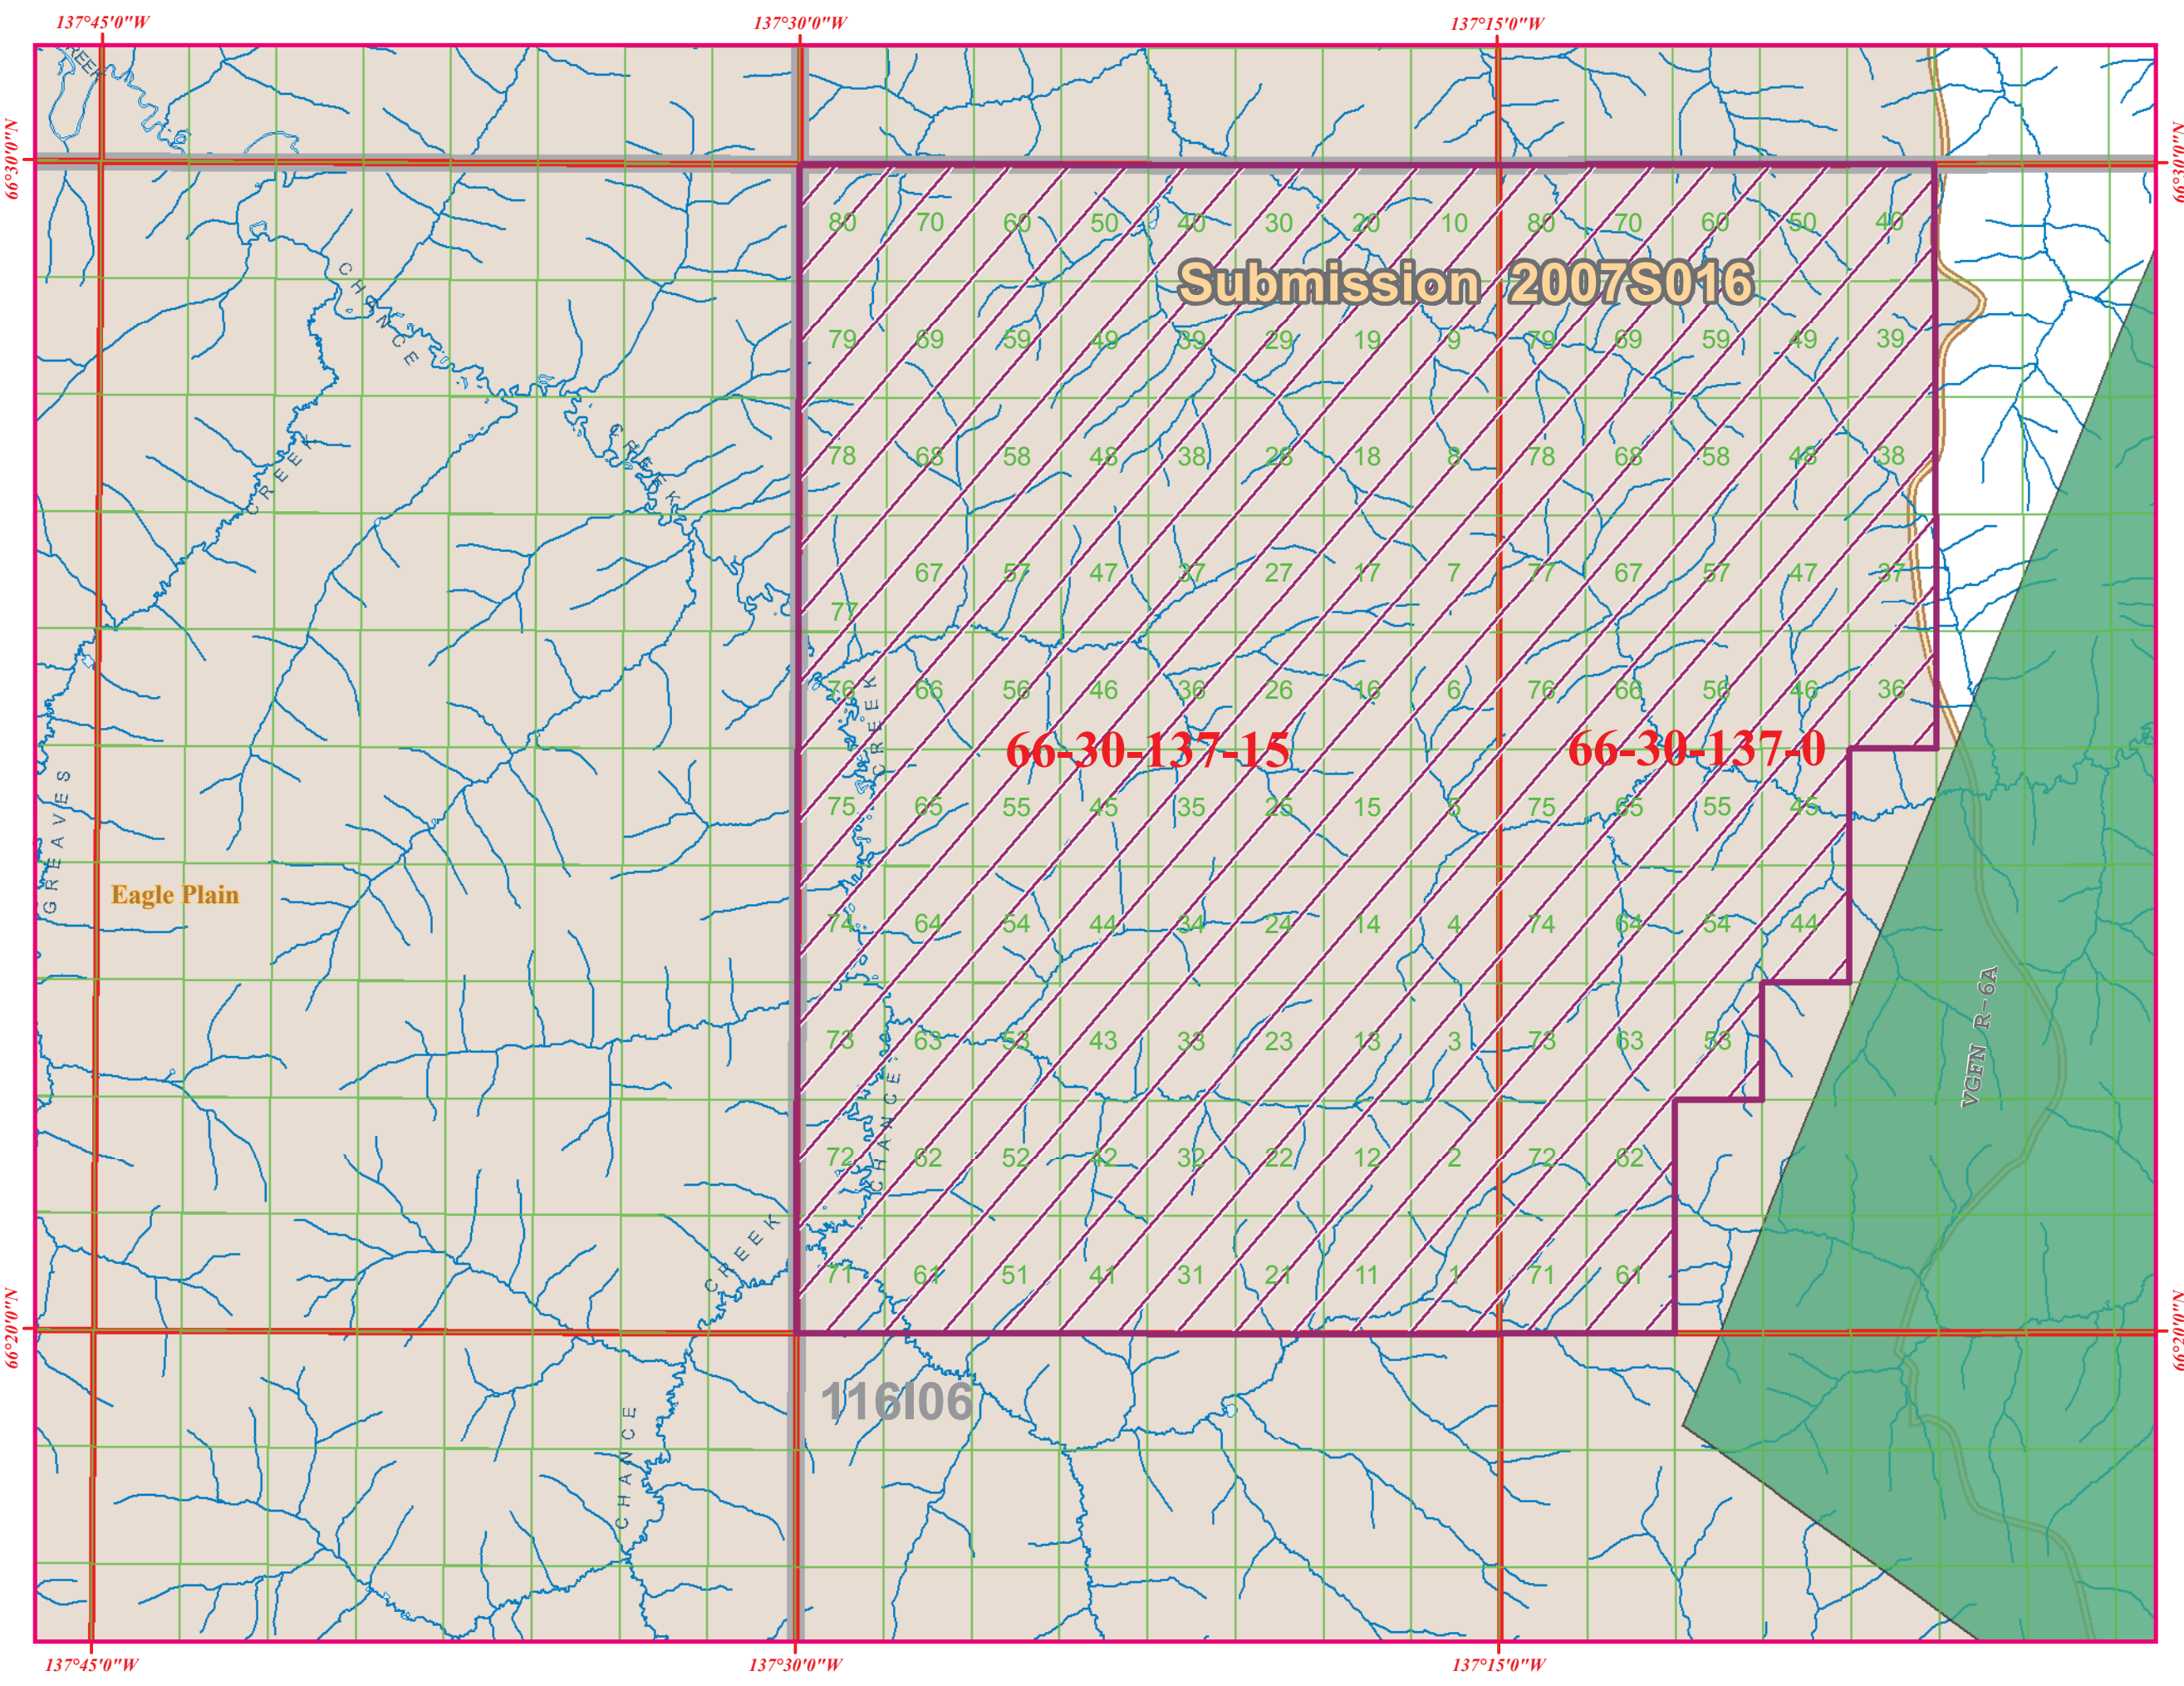 137°45'0"W 137°30'0"W 137°15'0"W
REEK
66°30'0"N 66°30'0"N
80 70 60 50 40 30 20 10 80 70 60 50 40
CHANCE
Submission 2007S016
79 69 59 49 39 29 19 9 79 69 59 49 39
CREEK
CREEK
78 68 58 48 38 28 18 8 78 68 58 48 38
67 57 47 37 27 17 7 77 67 57 47 37
77
76 66 56 46 36 26 16 6 76 66 56 46 36
CREEK
66-30-137-15 66-30-137-0
75 65 55 45 35 25 15 5 75 65 55 45
GREAVES
Eagle Plain
74 64 54 44 34 24 14 4 74 64 54 44
VGFN R-6A
73 63 53 43 33 23 13 3 73 63 53
CHANCE
72 62 52 42 32 22 12 2 72 62
CREEK
71 61 51 41 31 21 11 1 71 61
66°20'0"N 66°20'0"N
116I06
CHANCE
137°45'0"W 137°30'0"W 137°15'0"W